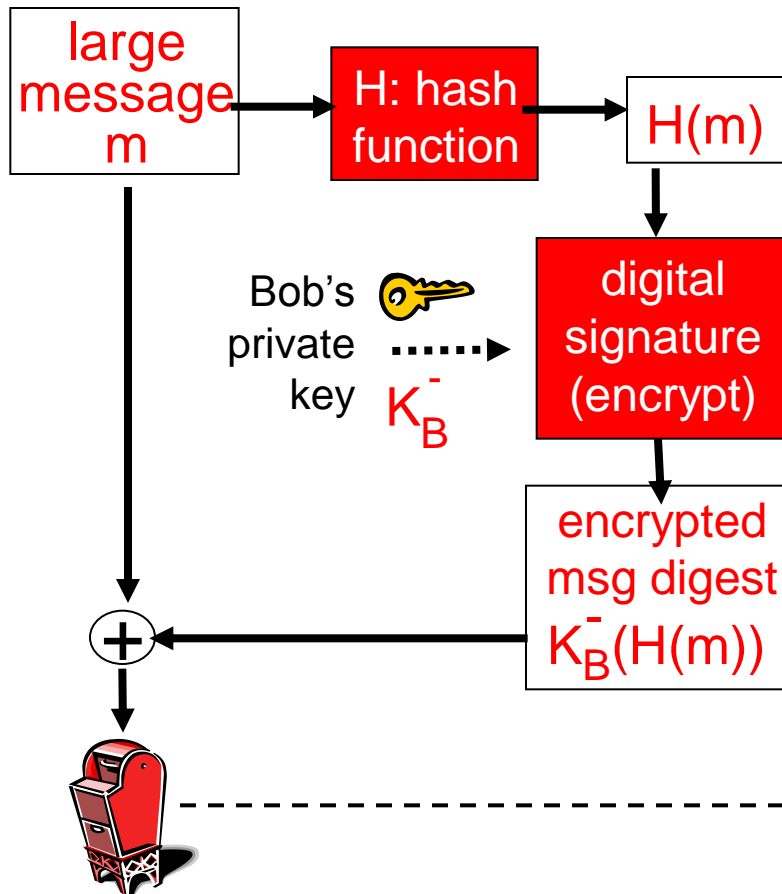 large
message
m
H: hash
function
H(m)
Bob’s
private
key
K_B^-
digital
signature
(encrypt)
encrypted
msg digest
K_B^-(H(m))
+